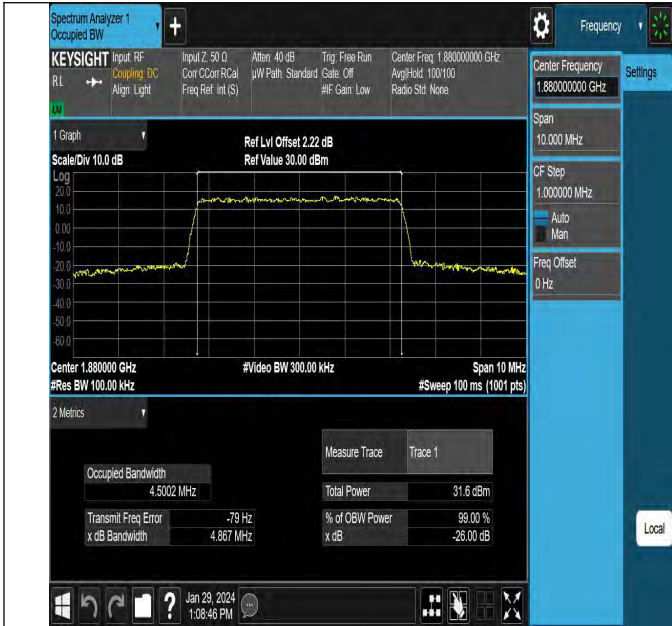 Spectrum Analyzer 1
Occupied BW
+
Frequency
KEYSIGHT
RL
Input: RF
Coupling: DC
Align: Light
Input Z: 50 Ω
Corr CCorr RCal
Freq Ref: Int (S)
Atten: 40 dB
µW Path: Standard
Trig: Free Run
Gate: Off
#IF Gain: Low
Center Freq: 1.880000000 GHz
Avg|Hold: 100/100
Radio Std: None
Center Frequency
1.880000000 GHz
Settings
Span
10.000 MHz
CF Step
1.000000 MHz
Auto
Man
Freq Offset
0 Hz
1 Graph
Scale/Div 10.0 dB
Ref Lvl Offset 2.22 dB
Ref Value 30.00 dBm
Log
20.0
10.0
0.00
-10.0
-20.0
-30.0
-40.0
-50.0
-60.0
Center 1.880000 GHz
#Res BW 100.00 kHz
#Video BW 300.00 kHz
Span 10 MHz
#Sweep 100 ms (1001 pts)
2 Metrics
Measure Trace Trace 1
Occupied Bandwidth
4.5002 MHz
Total Power 31.6 dBm
Transmit Freq Error -79 Hz
% of OBW Power 99.00 %
x dB Bandwidth 4.867 MHz
x dB -26.00 dB
Local
?
Jan 29, 2024
1:08:46 PM